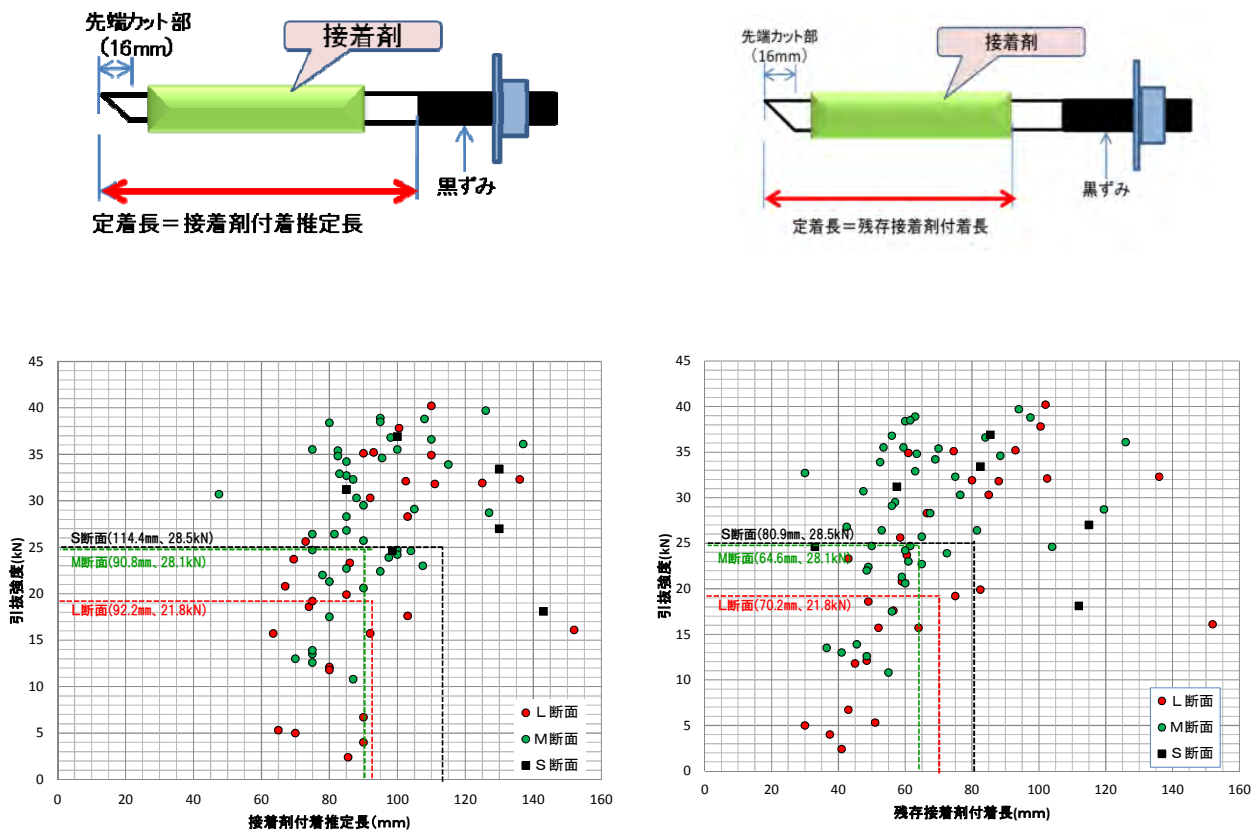 先端カット部
（16mm）
接着剤
黒ずみ
定着長＝接着剤付着推定長
先端カット部
（16mm）
接着剤
黒ずみ
定着長＝残存接着剤付着長
45
40
35
30
25
20
15
10
5
0
引抜強度(kN)
S断面(114.4mm、28.5kN)
M断面(90.8mm、28.1kN)
L断面(92.2mm、21.8kN)
L断面
M断面
S断面
0 20 40 60 80 100 120 140 160
接着剤付着推定長(mm)
45
40
35
30
25
20
15
10
5
0
引抜強度(kN)
S断面(80.9mm、28.5kN)
M断面(64.6mm、28.1kN)
L断面(70.2mm、21.8kN)
L断面
M断面
S断面
0 20 40 60 80 100 120 140 160
残存接着剤付着長(mm)